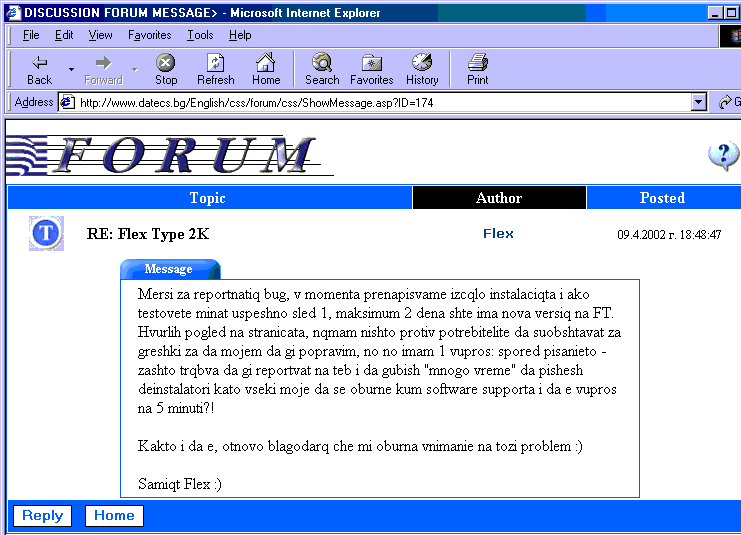 DISCUSSION FORUM MESSAGE> - Microsoft Internet Explorer
File Edit View Favorites Tools Help
Back Forward Stop Refresh Home Search Favorites History Print
Address http://www.datecs.bg/English/css/forum/css/ShowMessage.asp?ID=174 G
FORUM
Topic Author Posted
RE: Flex Type 2K Flex 09.4.2002 г. 18:48:47
Message
Mersi za reportnatiq bug, v momenta prenapisvame izcqlo instalaciqta i ako
testovete minat uspeshno sled 1, maksimum 2 dena shte ima nova versiq na FT.
Hvurlih pogled na stranicata, nqmam nishto protiv potrebitelite da suobshtavat za
greshki za da mojem da gi popravim, no no imam 1 vupros: spored pisanieto -
zashto trqbva da gi reportvat na teb i da gubish "mnogo vreme" da pishesh
deinstalatori kato vseki moje da se oburne kum software supporta i da e vupros
na 5 minuti?!
Kakto i da e, otnovo blagodarq che mi oburna vnimanie na tozi problem :)
Samiqt Flex :)
Reply Home